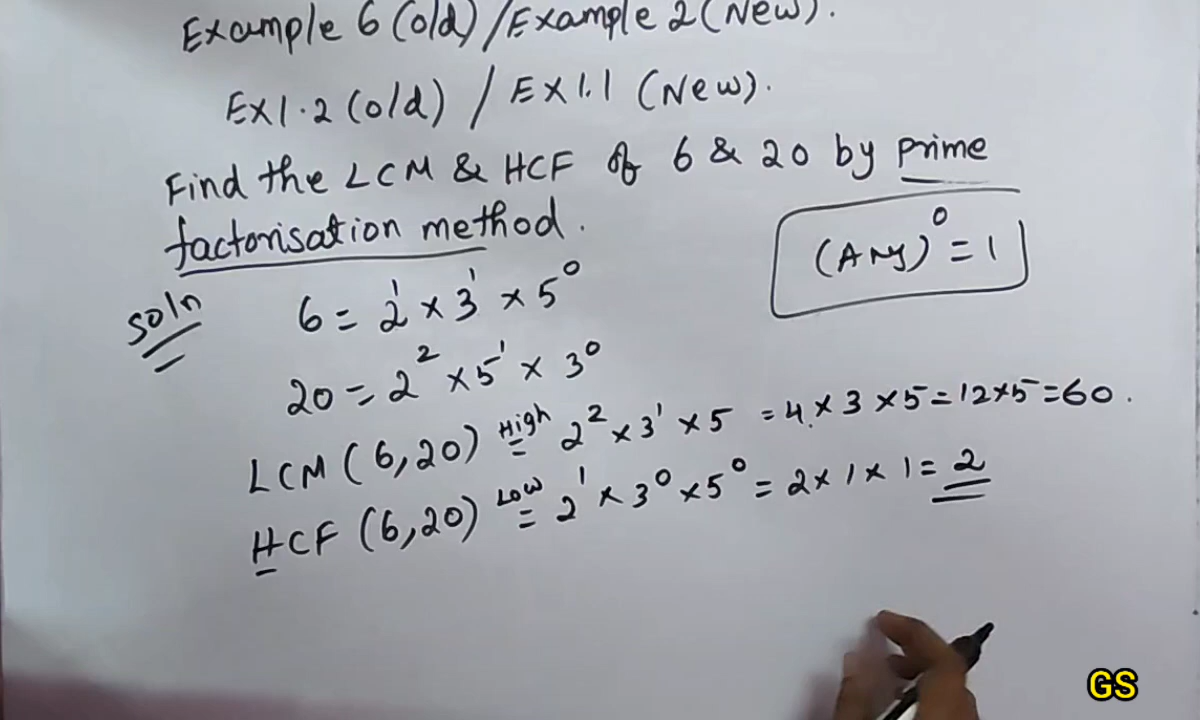 Example 6 (old) / Example 2 (New).
EX 1.2 (old) / EX 1.1 (New).
Find the LCM & HCF of 6 & 20 by prime
factorisation method.
(Any)⁰ = 1
Soln
6 = 2¹ × 3¹ × 5⁰
20 = 2² × 5¹ × 3⁰
LCM (6,20) High = 2² × 3¹ × 5 = 4 × 3 × 5 = 12 × 5 = 60.
HCF (6,20) Low = 2¹ × 3⁰ × 5⁰ = 2 × 1 × 1 = 2
GS